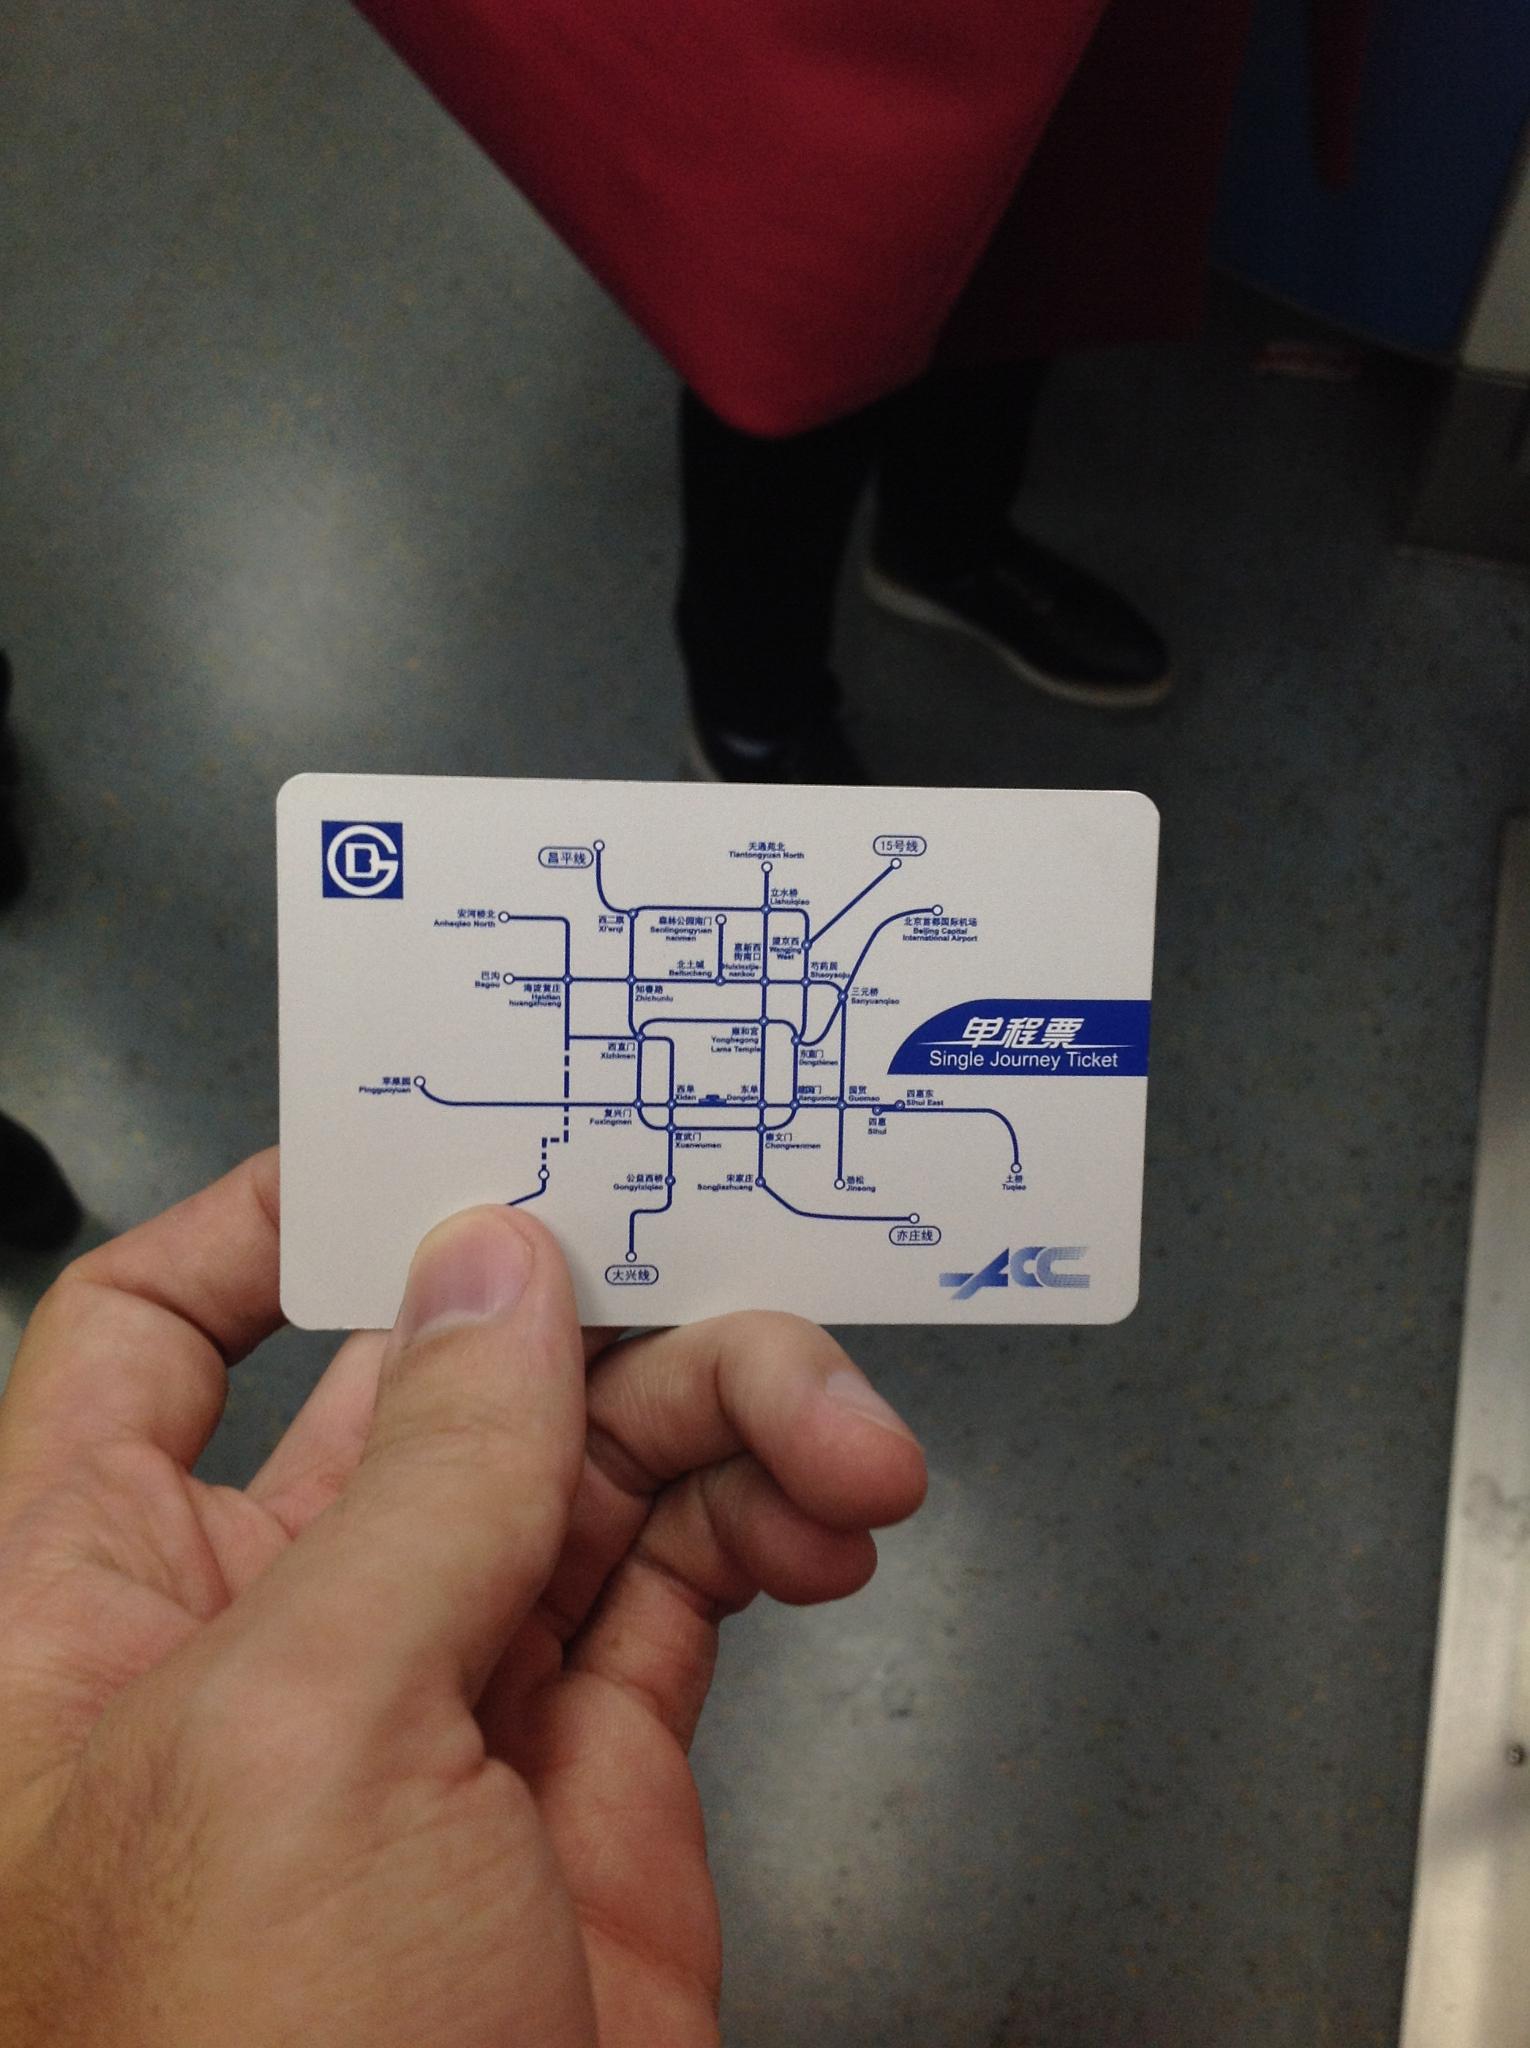 昌平线
天通苑北
Tiantongyuan North
15号线
立水桥
Lishuiqiao
安河桥北
Anheqiao North
西二旗
Xi'erqi
森林公园南门
Senlingongyuan
nanmen
望京西
Wangjing
West
北京首都国际机场
Beijing Capital
International Airport
惠新西
街南口
Huixinxijie-
nankou
北土城
Beitucheng
芍药居
Shaoyaoju
巴沟
Bagou
海淀黄庄
Haidian
huangzhuang
知春路
Zhichunlu
三元桥
Sanyuanqiao
单程票
Single Journey Ticket
雍和宫
Yonghegong
Lama Temple
西直门
Xizhimen
东直门
Dongzhimen
苹果园
Pingguoyuan
西单
Xidan
东单
Dongdan
建国门
Jianguomen
国贸
Guomao
四惠东
Sihui East
四惠
Sihui
复兴门
Fuxingmen
宣武门
Xuanwumen
崇文门
Chongwenmen
公益西桥
Gongyixiqiao
宋家庄
Songjiazhuang
劲松
Jinsong
土桥
Tuqiao
亦庄线
大兴线
ACC